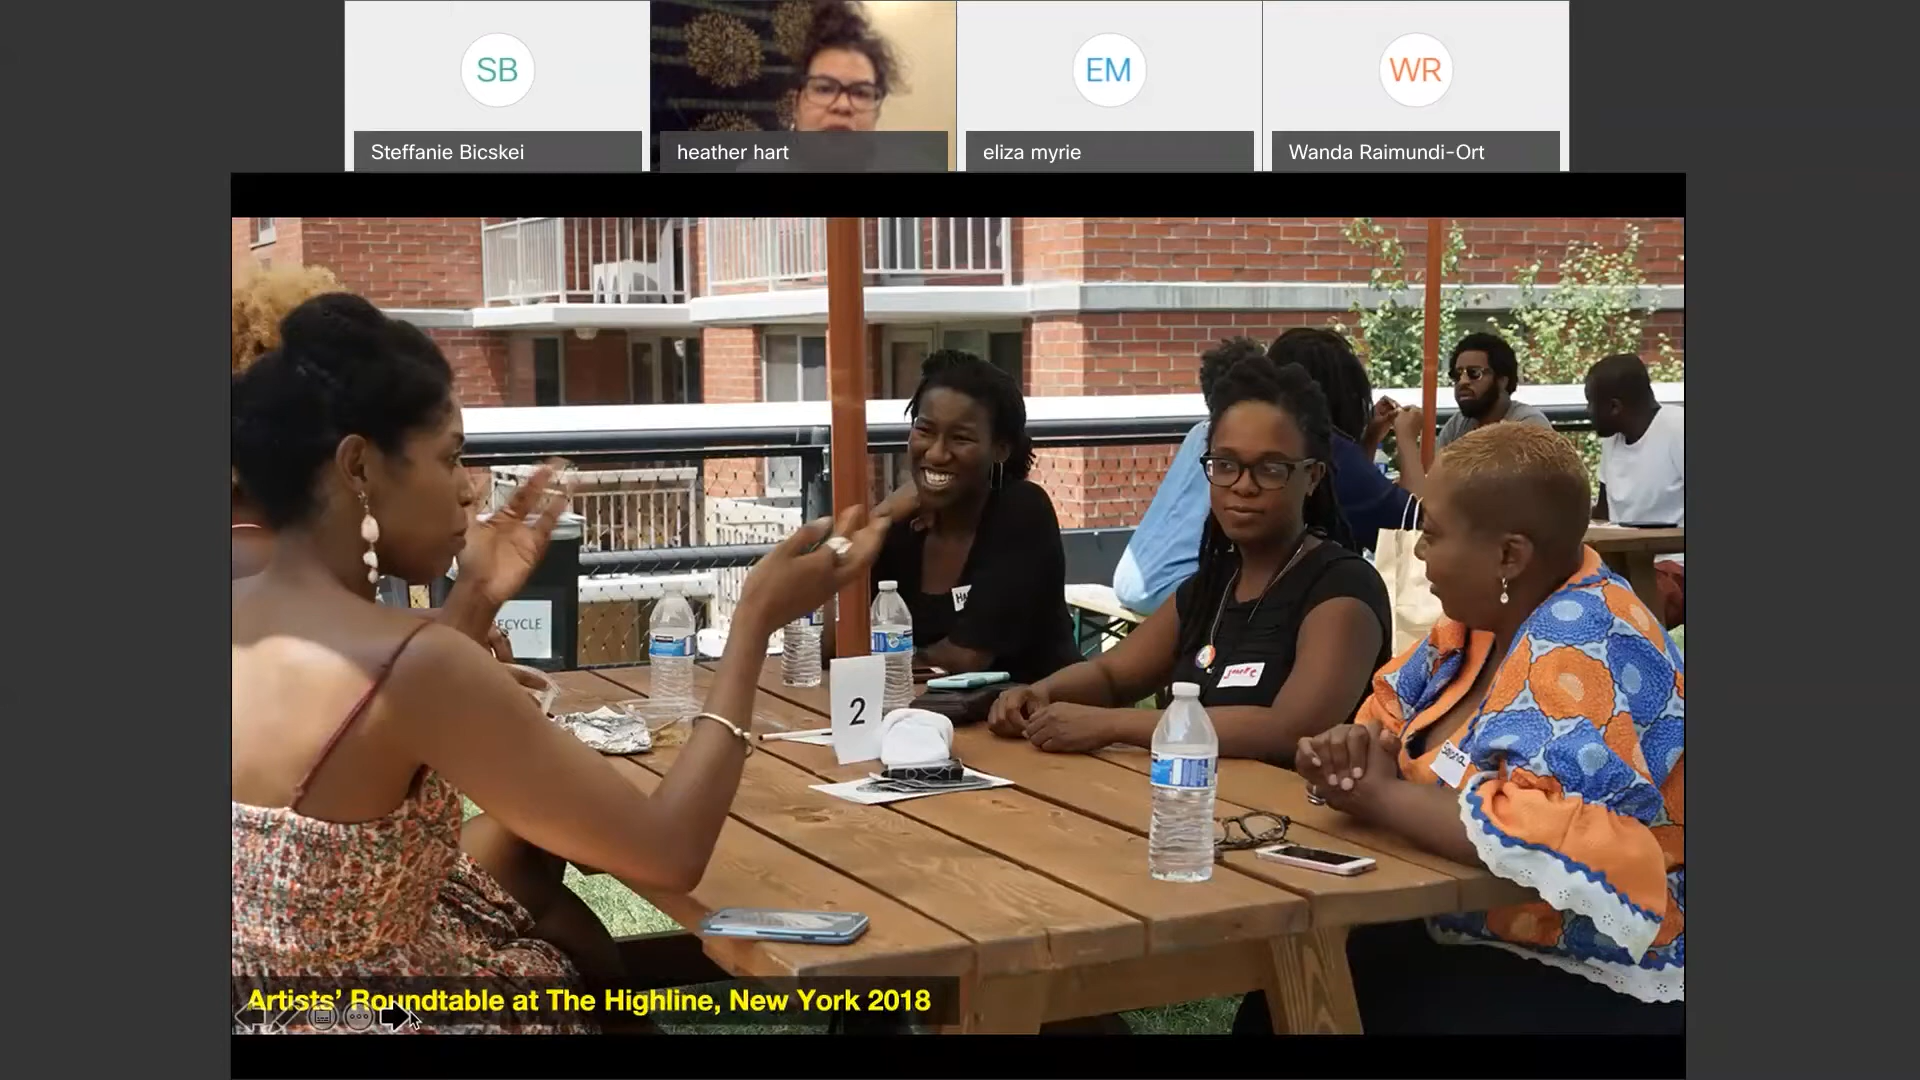 SB
EM
WR
Steffanie Bicskei
heather hart
eliza myrie
Wanda Raimundi-Ort
ECYCLE
2
Artists' Roundtable at The Highline, New York 2018